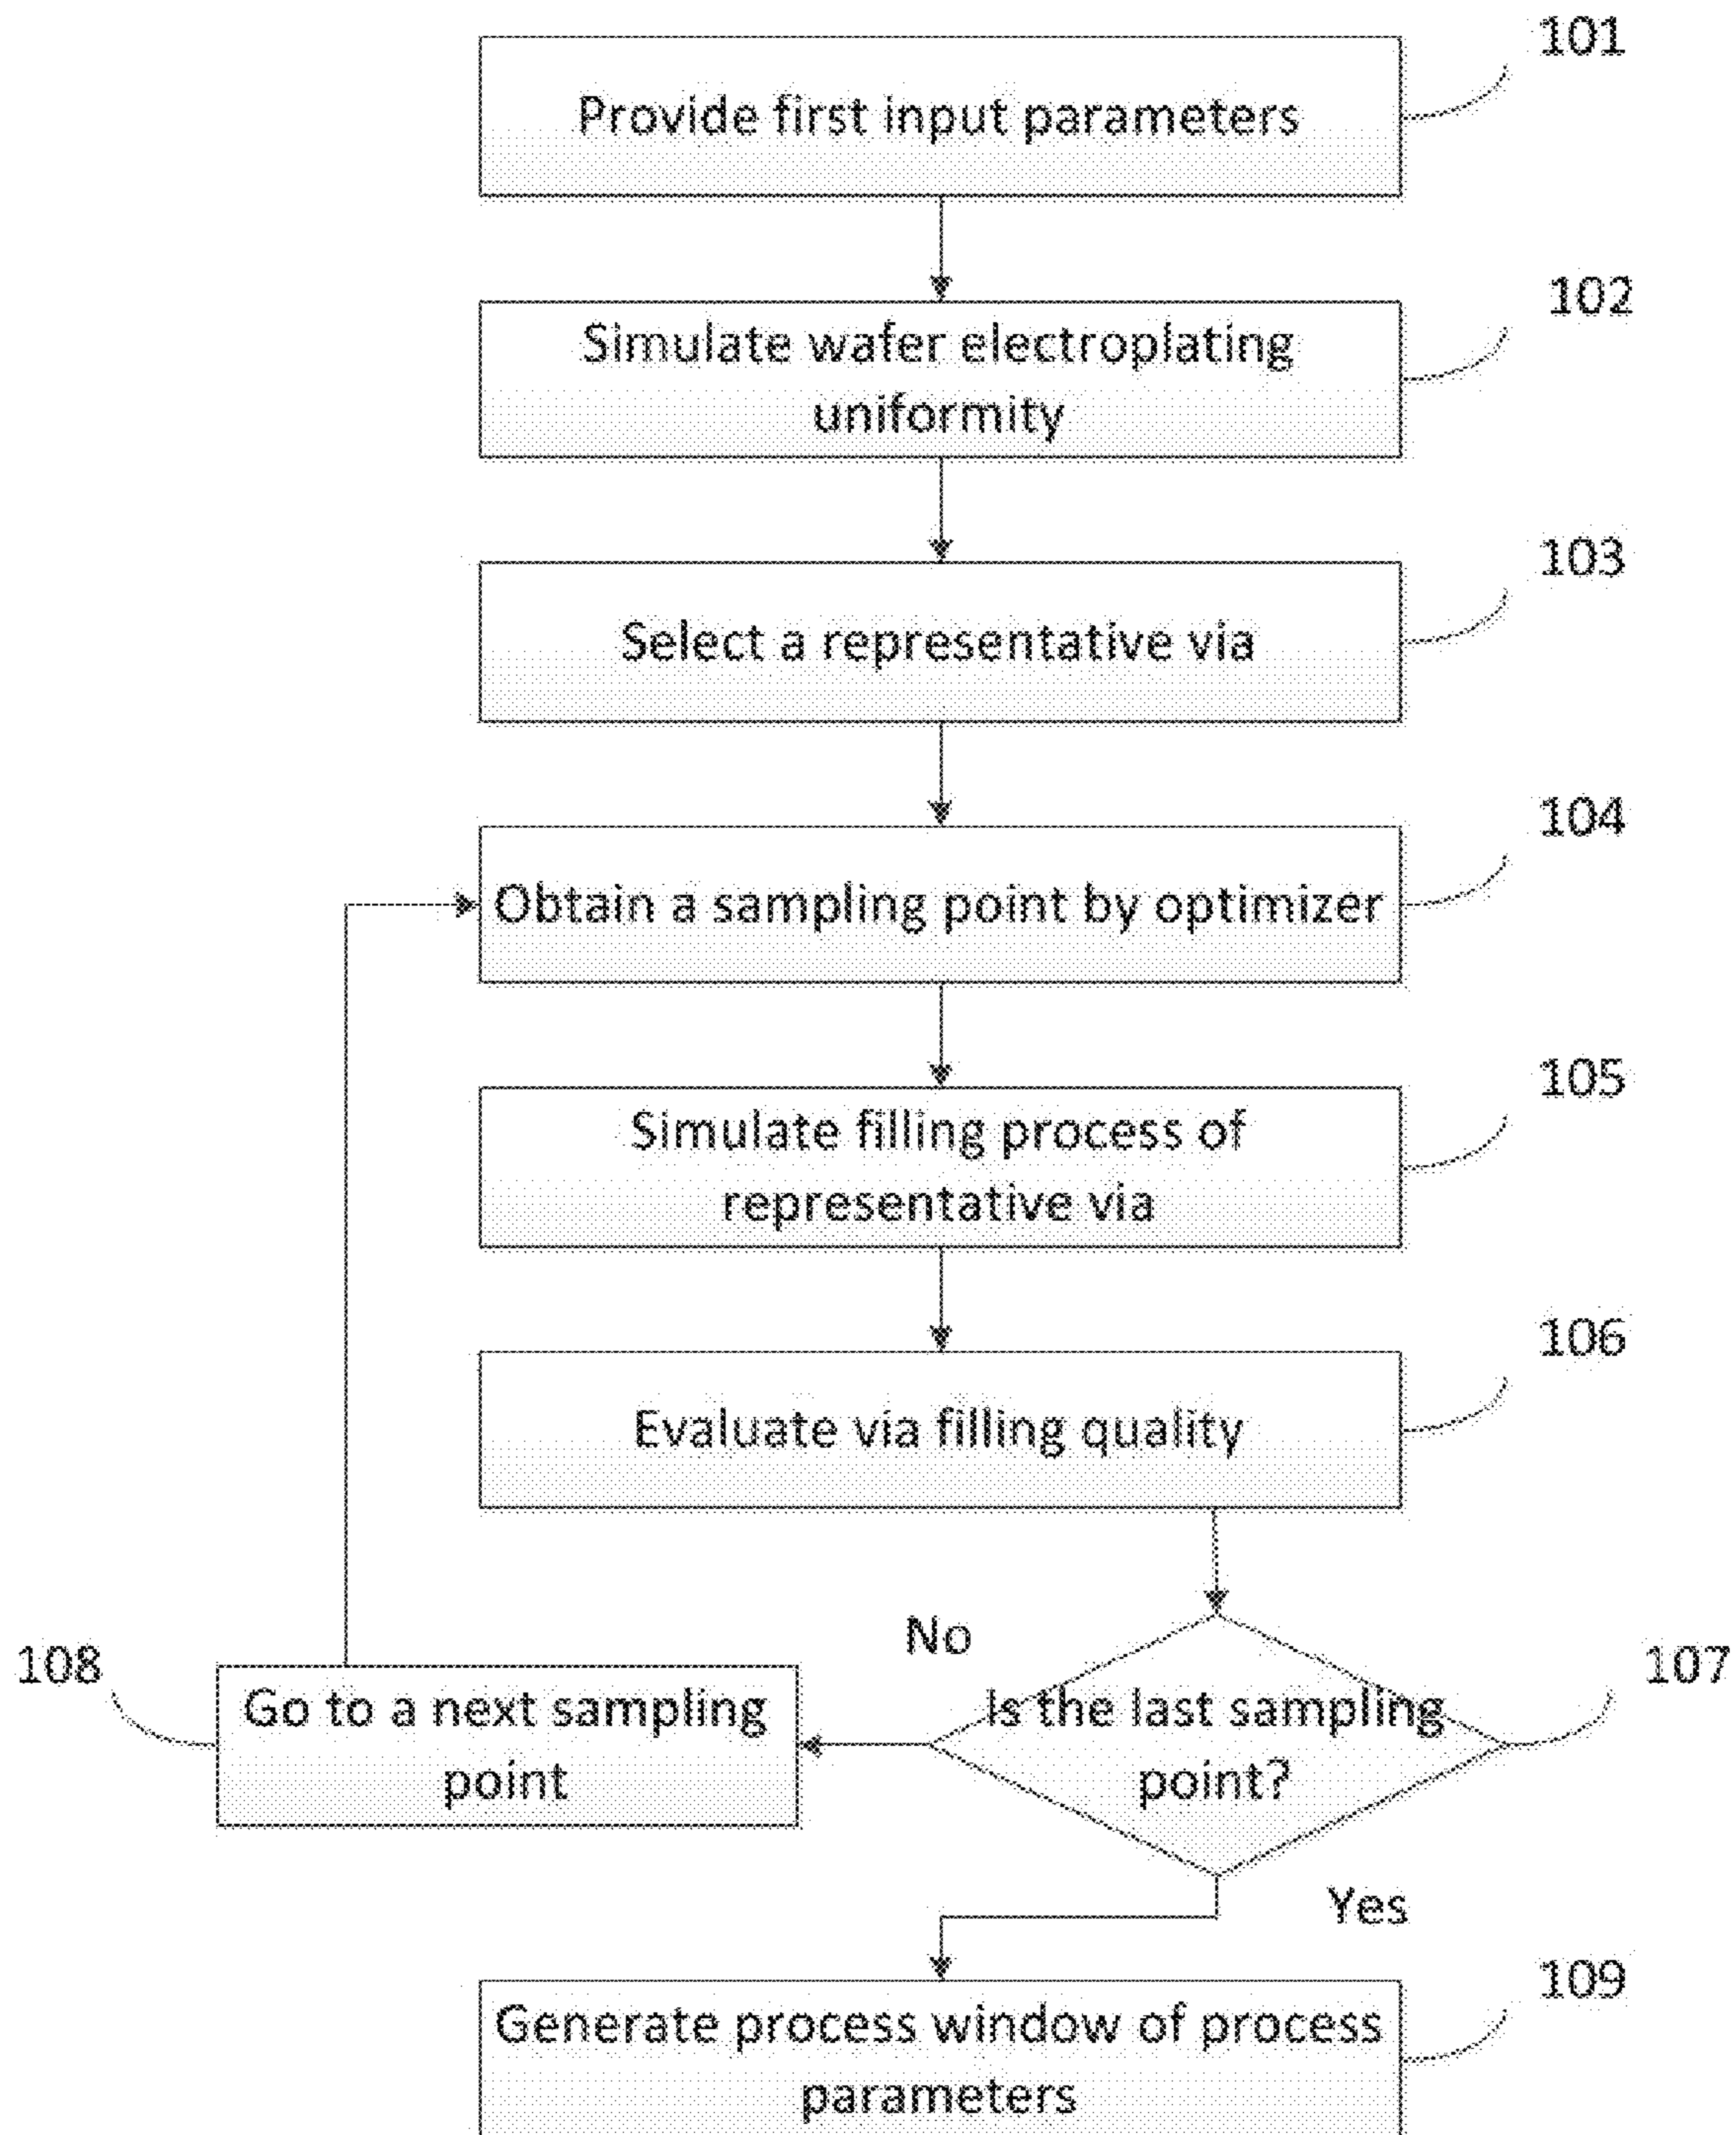 101
Provide first input parameters
102
Simulate wafer electroplating
uniformity
103
Select a representative via
104
Obtain a sampling point by optimizer
105
Simulate filling process of
representative via
106
Evaluate via filling quality
No
108
107
Go to a next sampling
point
Is the last sampling
point?
Yes
109
Generate process window of process
parameters